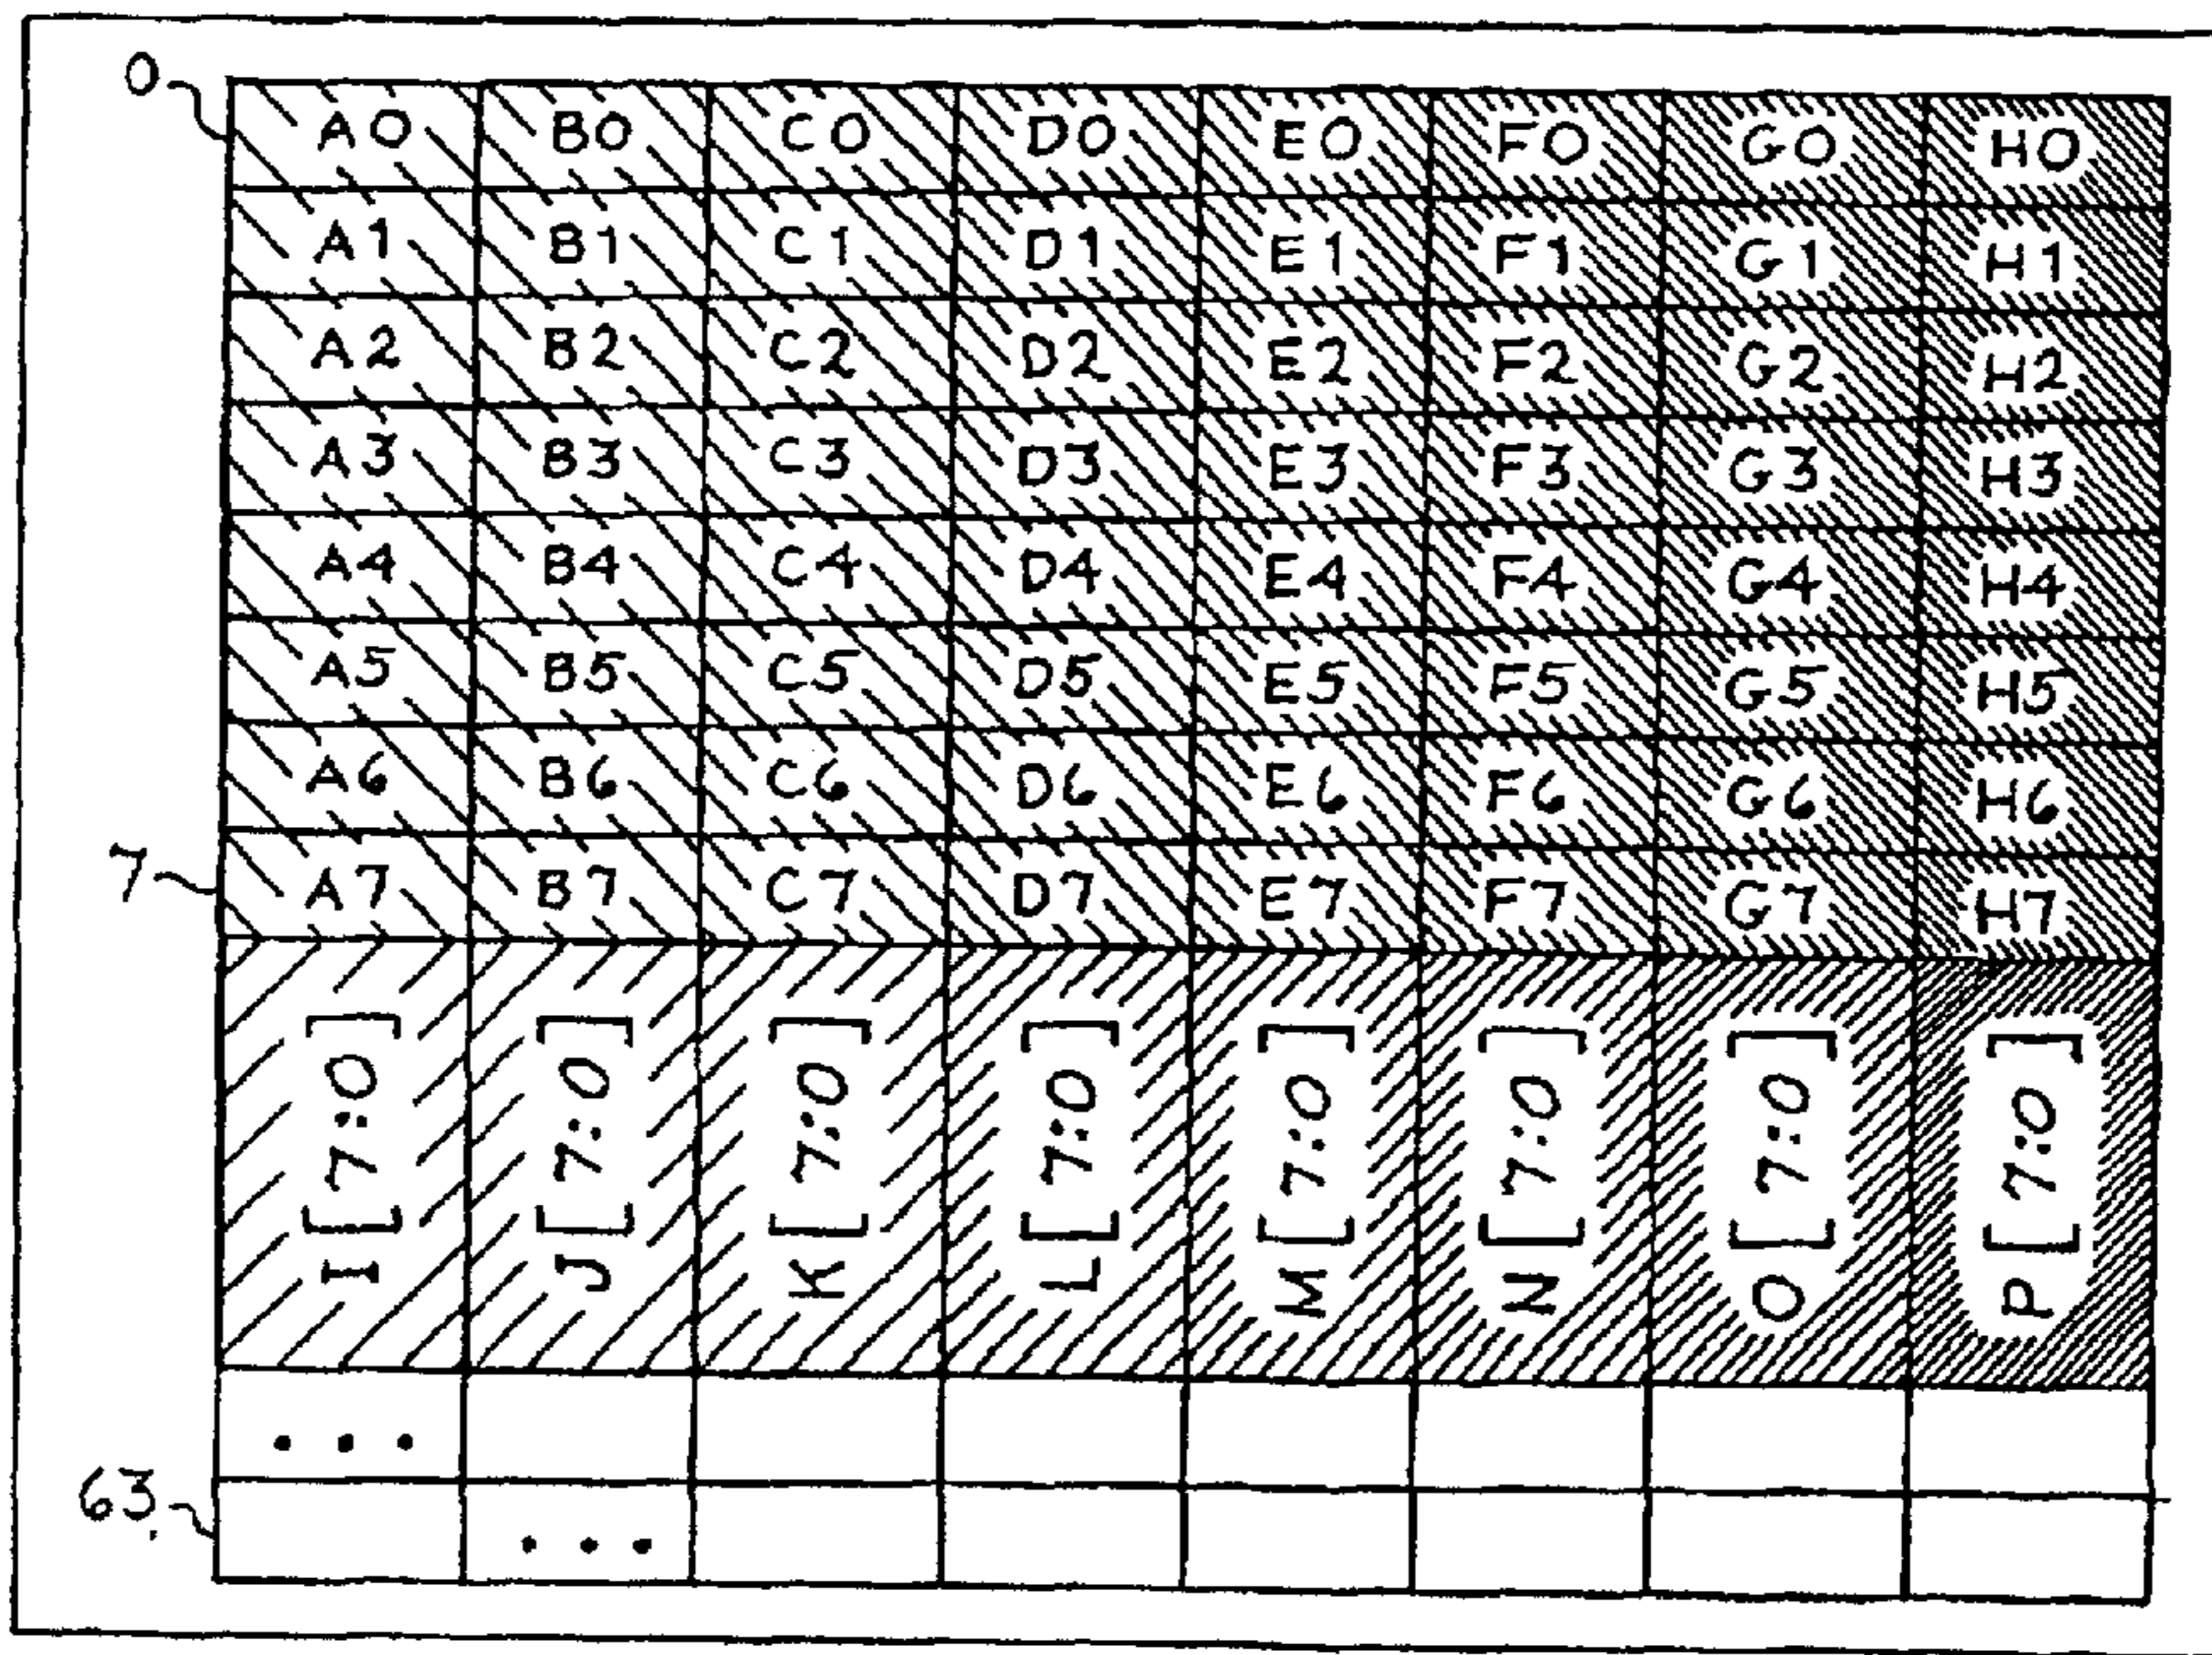 0 A0 B0 C0 D0 E0 F0 G0 H0
A1 B1 C1 D1 E1 F1 G1 H1
A2 B2 C2 D2 E2 F2 G2 H2
A3 B3 C3 D3 E3 F3 G3 H3
A4 B4 C4 D4 E4 F4 G4 H4
A5 B5 C5 D5 E5 F5 G5 H5
A6 B6 C6 D6 E6 F6 G6 H6
7 A7 B7 C7 D7 E7 F7 G7 H7
I[7:0] J[7:0] K[7:0] L[7:0] M[7:0] N[7:0] O[7:0] P[7:0]
...
63 ...